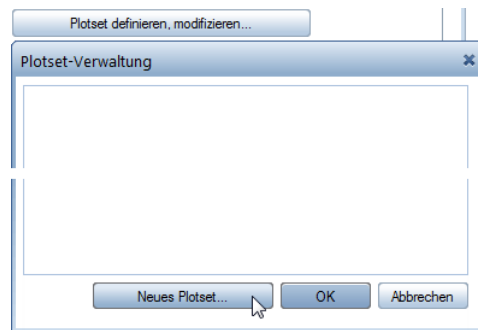 Plotset definieren, modifizieren...
Plotset-Verwaltung
Neues Plotset... OK Abbrechen